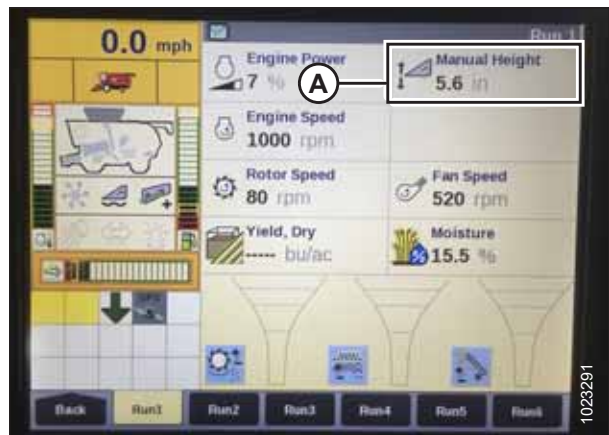 0.0 mph
Run 1
Engine Power
7 %
A
Manual Height
5.6 in
Engine Speed
1000 rpm
Rotor Speed
80 rpm
Fan Speed
520 rpm
Yield, Dry
----- bu/ac
Moisture
15.5 %
Back
Run1
Run2
Run3
Run4
Run5
Run6
1023291